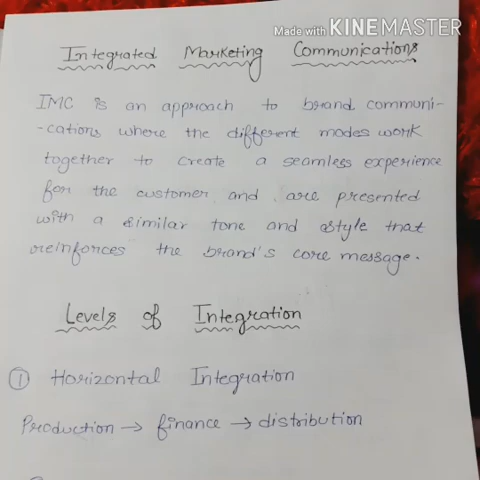 Made with KINEMASTER
Integrated Marketing Communications
IMC is an approach to brand communi-
-cations where the different modes work
together to create a seamless experience
for the customer and are presented
with a similar tone and style that
reinforces the brand's core message.
Levels of Integration
① Horizontal Integration
Production → finance → distribution